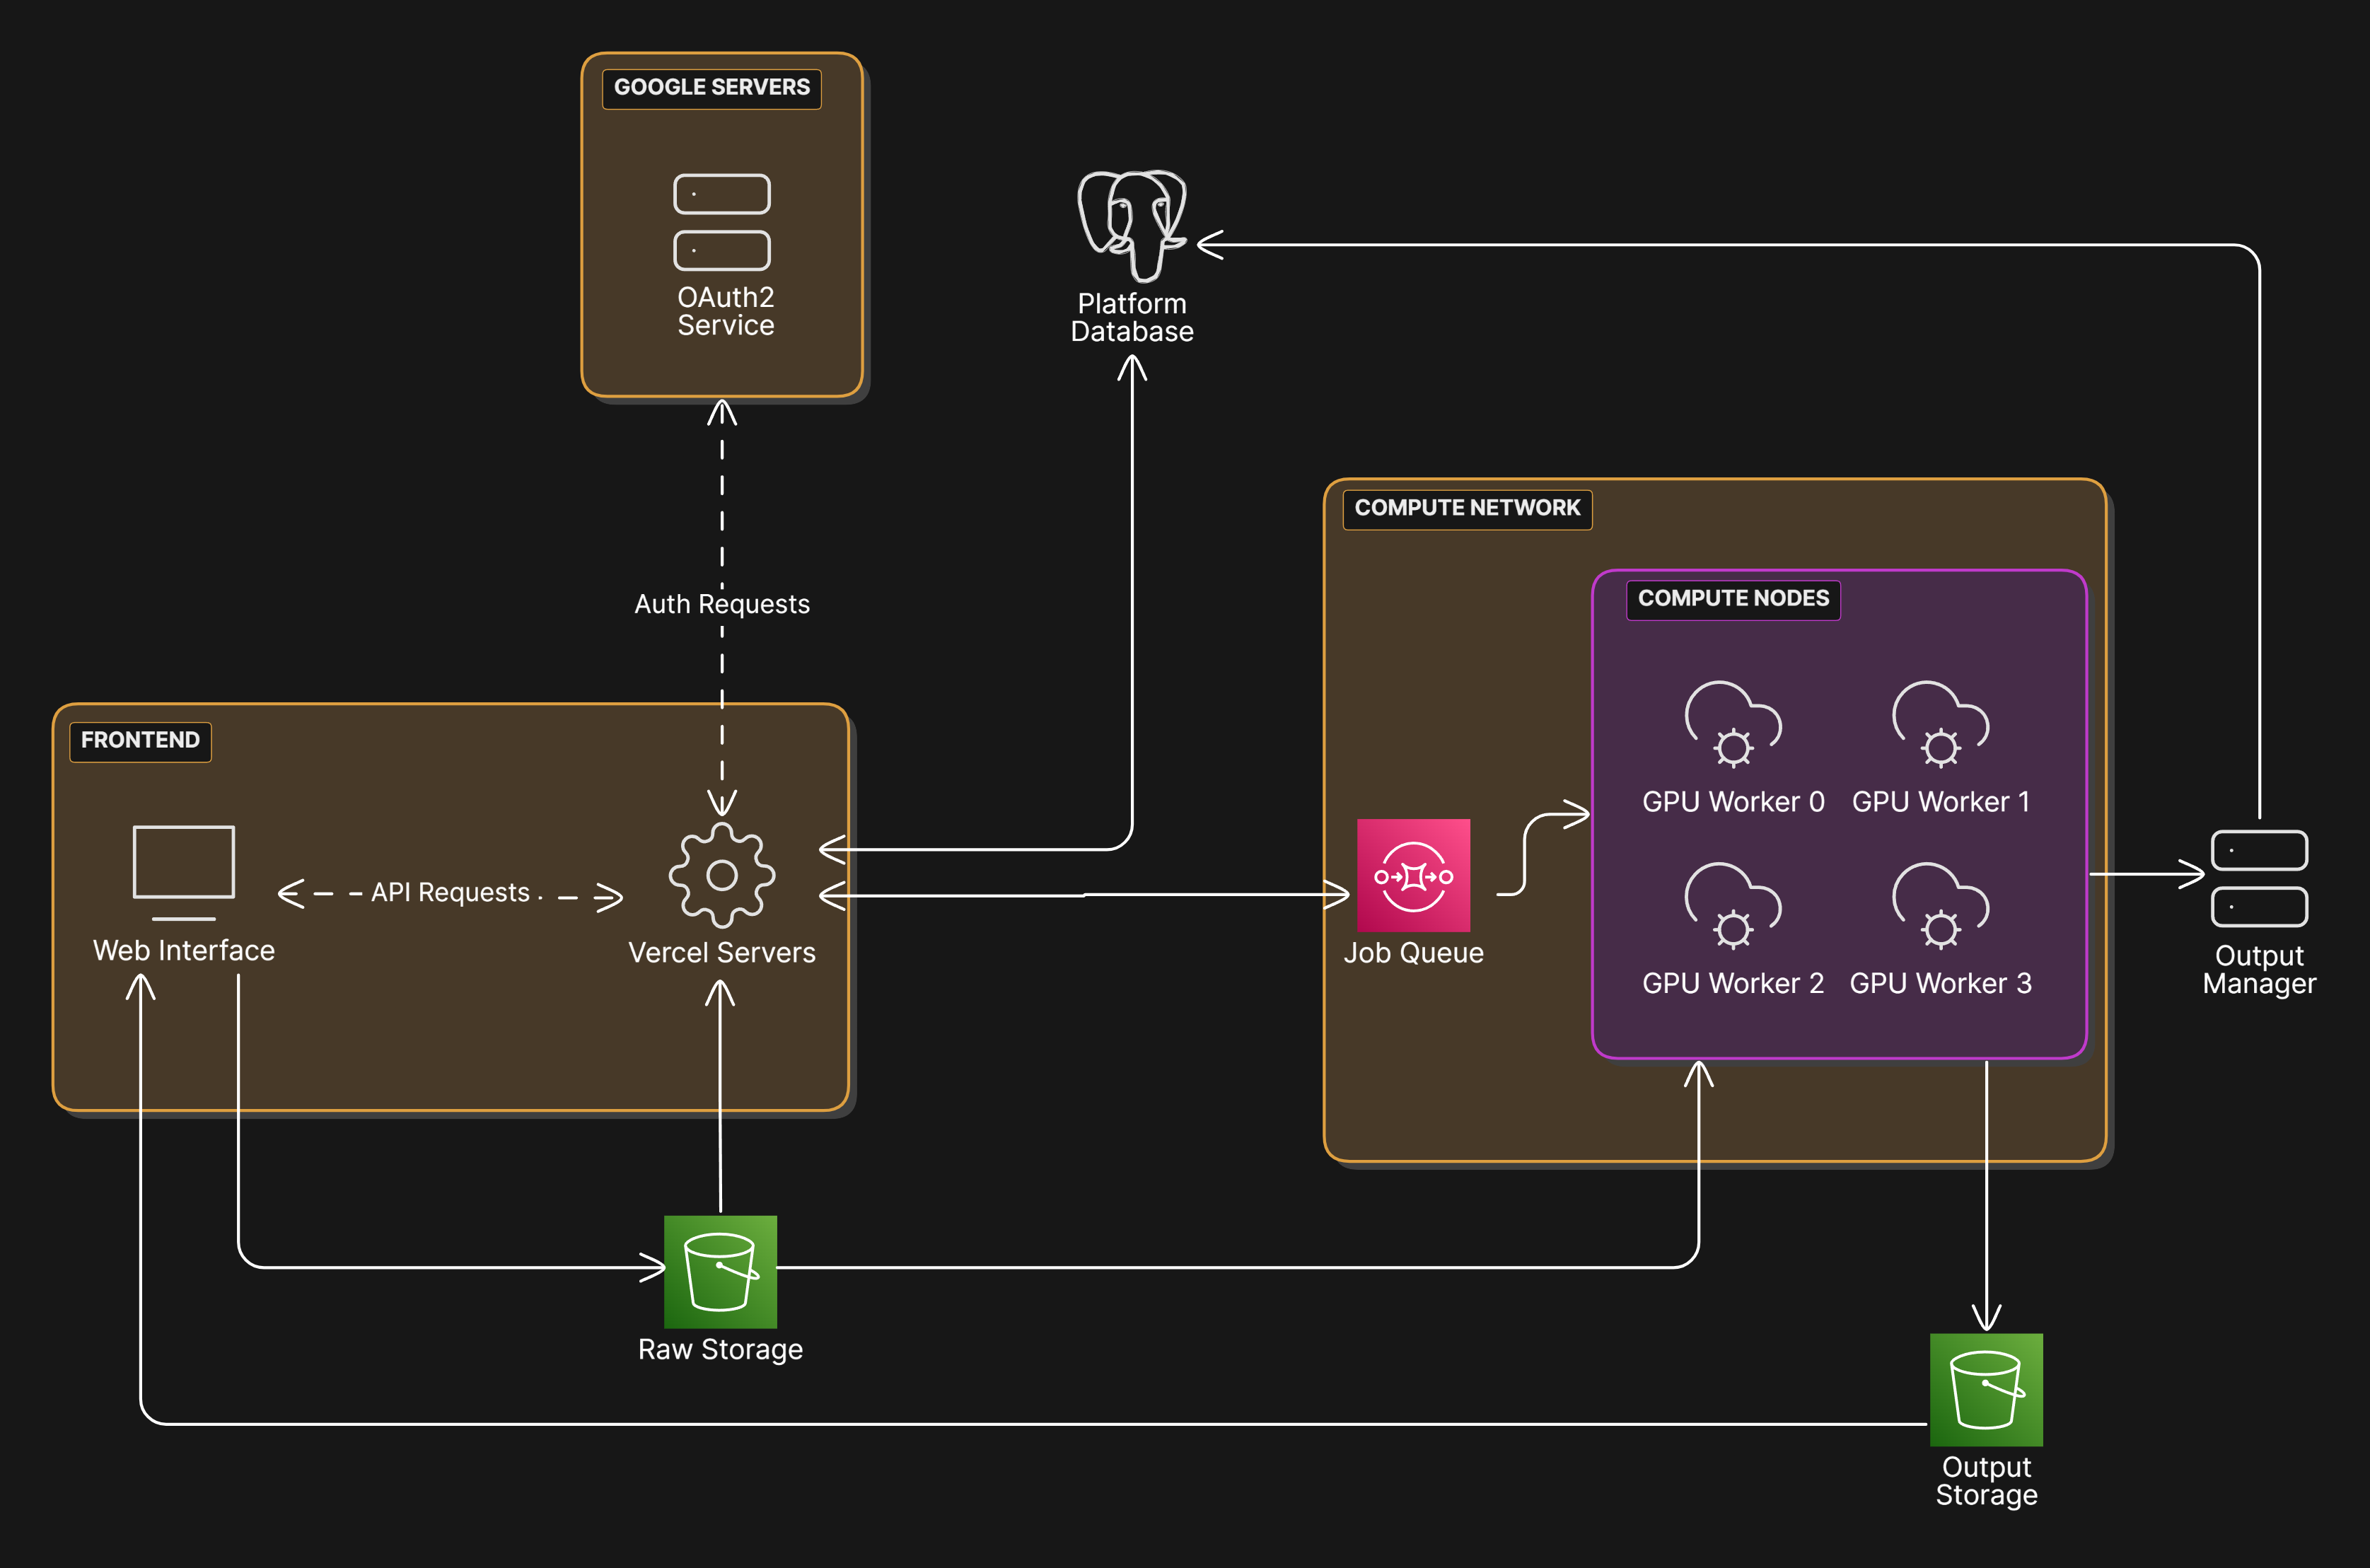 GOOGLE SERVERS
OAuth2
Service
Platform
Database
COMPUTE NETWORK
COMPUTE NODES
Auth Requests
FRONTEND
GPU Worker 0
GPU Worker 1
API Requests
Web Interface
Vercel Servers
Job Queue
GPU Worker 2
GPU Worker 3
Output
Manager
Raw Storage
Output
Storage